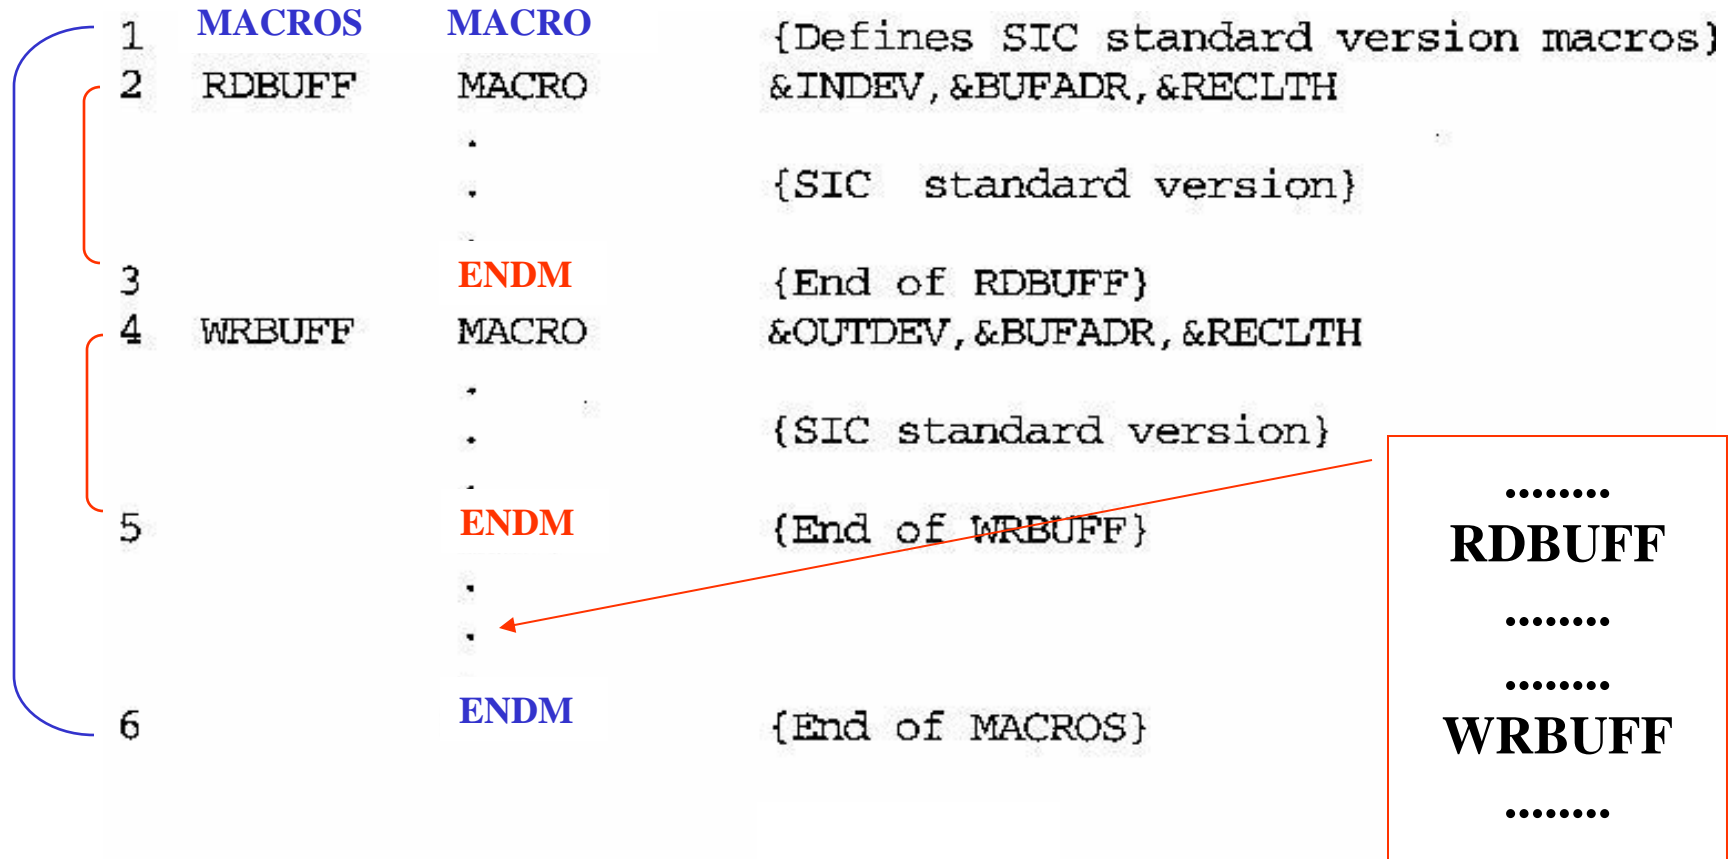 1 MACROS MACRO {Defines SIC standard version macros}
2 RDBUFF MACRO &INDEV,&BUFADR,&RECLTH
.
. {SIC standard version}
.
3 ENDM {End of RDBUFF}
4 WRBUFF MACRO &OUTDEV,&BUFADR,&RECLTH
.
. {SIC standard version}
.
5 ENDM {End of WRBUFF}
.
.
6 ENDM {End of MACROS}
........
RDBUFF
........
........
WRBUFF
........